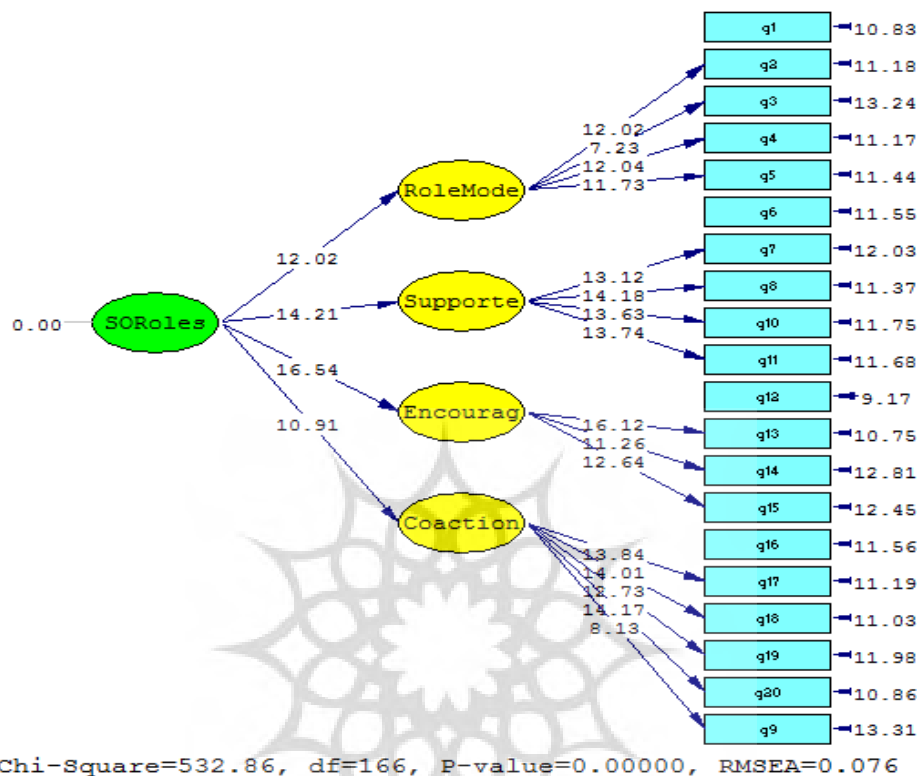 q1 10.83
q2 11.18
q3 13.24
q4 11.17
q5 11.44
q6 11.55
q7 12.03
q8 11.37
q10 11.75
q11 11.68
q12 9.17
q13 10.75
q14 12.81
q15 12.45
q16 11.56
q17 11.19
q18 11.03
q19 11.98
q20 10.86
q9 13.31
12.02
7.23
12.04
11.73
RoleMode
12.02
13.12
14.18
13.63
13.74
Supporte
14.21
0.00 SORoles
16.54
16.12
11.26
12.64
Encourag
10.91
Coaction
13.84
14.01
12.73
14.17
8.13
Chi-Square=532.86, df=166, P-value=0.00000, RMSEA=0.076